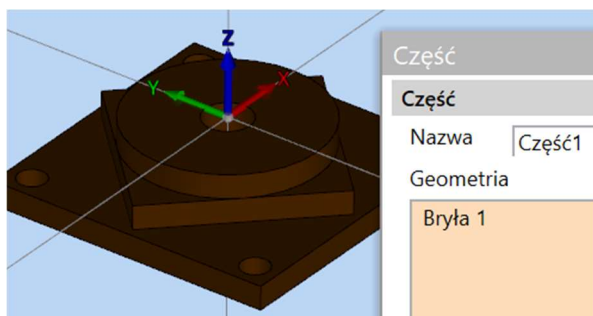 Z
Y
X
Część
Część
Nazwa Część1
Geometria
Bryła 1